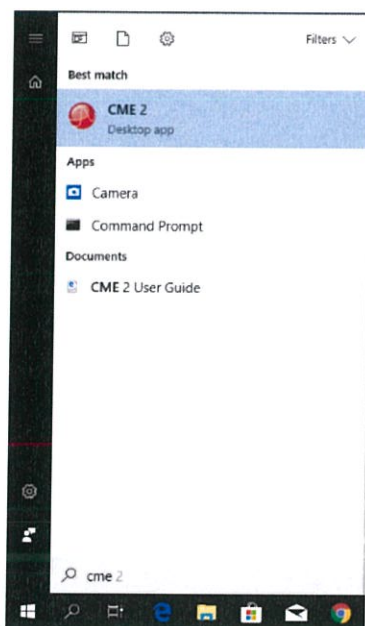 Filters
Best match
CME 2
Desktop app
Apps
Camera
Command Prompt
Documents
CME 2 User Guide
cme 2